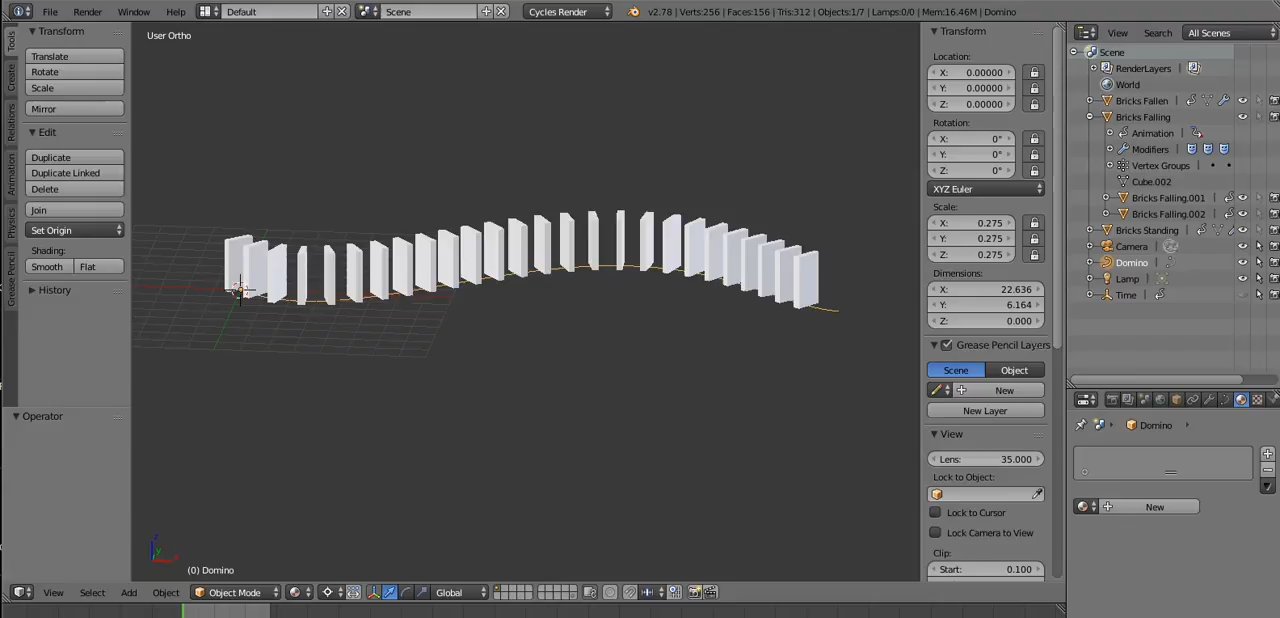 File Render Window Help Default Scene Cycles Render v2.78 | Verts:256 | Faces:156 | Tris:312 | Objects:1/7 | Lamps:0/0 | Mem:16.46M | Domino
Tools
Create
Relations
Animation
Physics
Grease Pencil
Transform
Translate
Rotate
Scale
Mirror
Edit
Duplicate
Duplicate Linked
Delete
Join
Set Origin
Shading:
Smooth Flat
History
Operator
User Ortho
z
y
x
(0) Domino
Transform
Location:
X: 0.00000
Y: 0.00000
Z: 0.00000
Rotation:
X: 0°
Y: 0°
Z: 0°
XYZ Euler
Scale:
X: 0.275
Y: 0.275
Z: 0.275
Dimensions:
X: 22.636
Y: 6.164
Z: 0.000
Grease Pencil Layers
Scene Object
New
New Layer
View
Lens: 35.000
Lock to Object:
Lock to Cursor
Lock Camera to View
Clip:
Start: 0.100
View Search All Scenes
Scene
RenderLayers
World
Bricks Fallen
Bricks Falling
Animation
Modifiers
Vertex Groups
Cube.002
Bricks Falling.001
Bricks Falling.002
Bricks Standing
Camera
Domino
Lamp
Time
Domino
New
View Select Add Object Object Mode Global